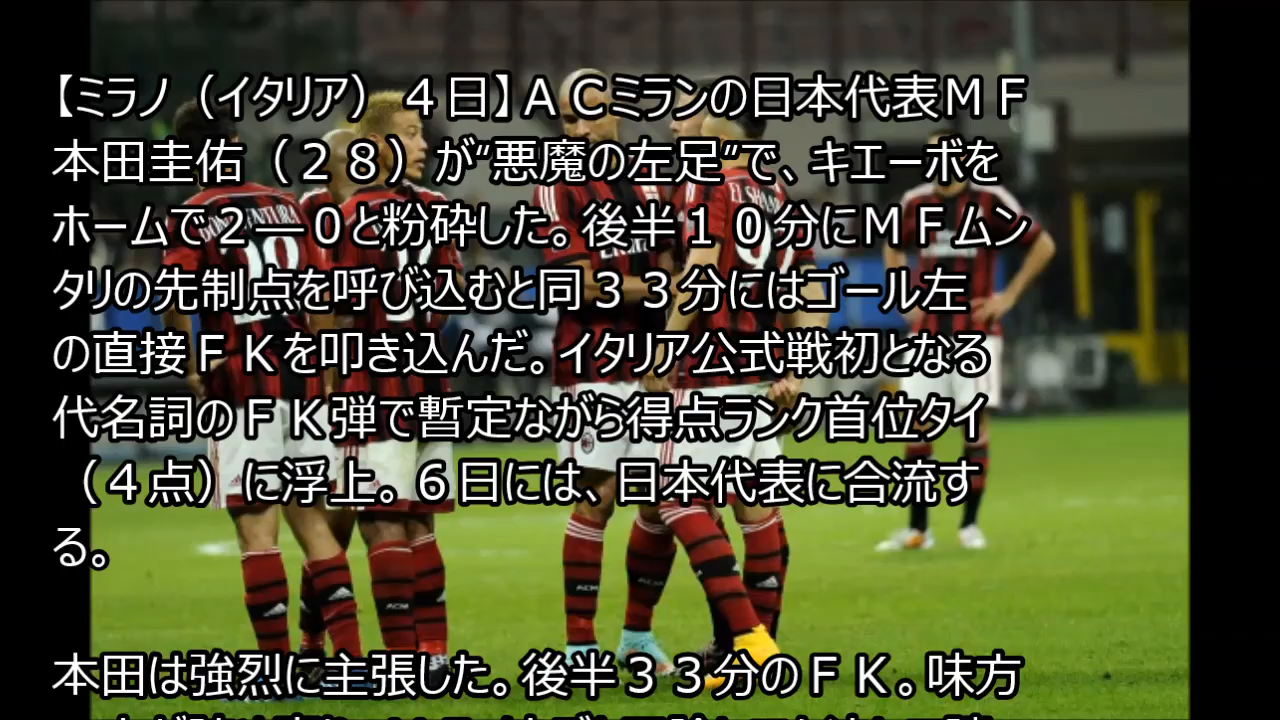 【ミラノ（イタリア）４日】ＡＣミランの日本代表ＭＦ
本田圭佑（２８）が“悪魔の左足”で、キエーボを
ホームで２―０と粉砕した。後半１０分にＭＦムン
タリの先制点を呼び込むと同３３分にはゴール左
の直接ＦＫを叩き込んだ。イタリア公式戦初となる
代名詞のＦＫ弾で暫定ながら得点ランク首位タイ
（４点）に浮上。６日には、日本代表に合流す
る。
本田は強烈に主張した。後半３３分のＦＫ。味方